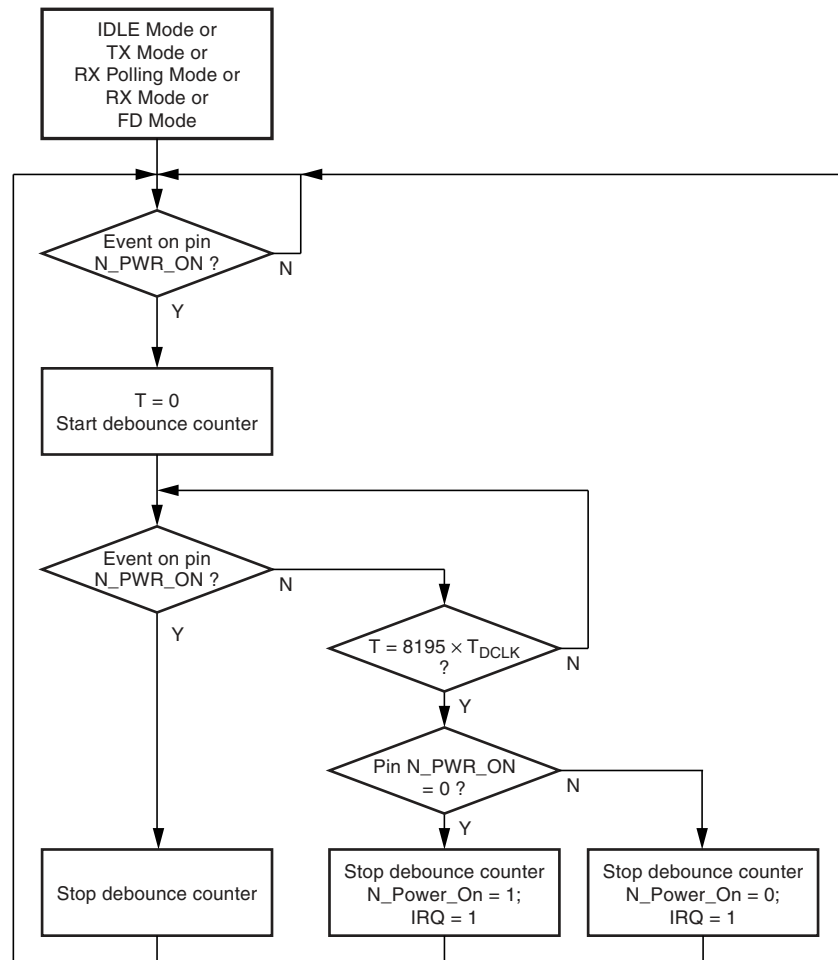 IDLE Mode or
TX Mode or
RX Polling Mode or
RX Mode or
FD Mode
Event on pin
N_PWR_ON ?
N
Y
T = 0
Start debounce counter
Event on pin
N_PWR_ON ?
N
Y
T = 8195 × TDCLK
?
N
Y
Pin N_PWR_ON
= 0 ?
N
Y
Stop debounce counter
Stop debounce counter
N_Power_On = 1;
IRQ = 1
Stop debounce counter
N_Power_On = 0;
IRQ = 1